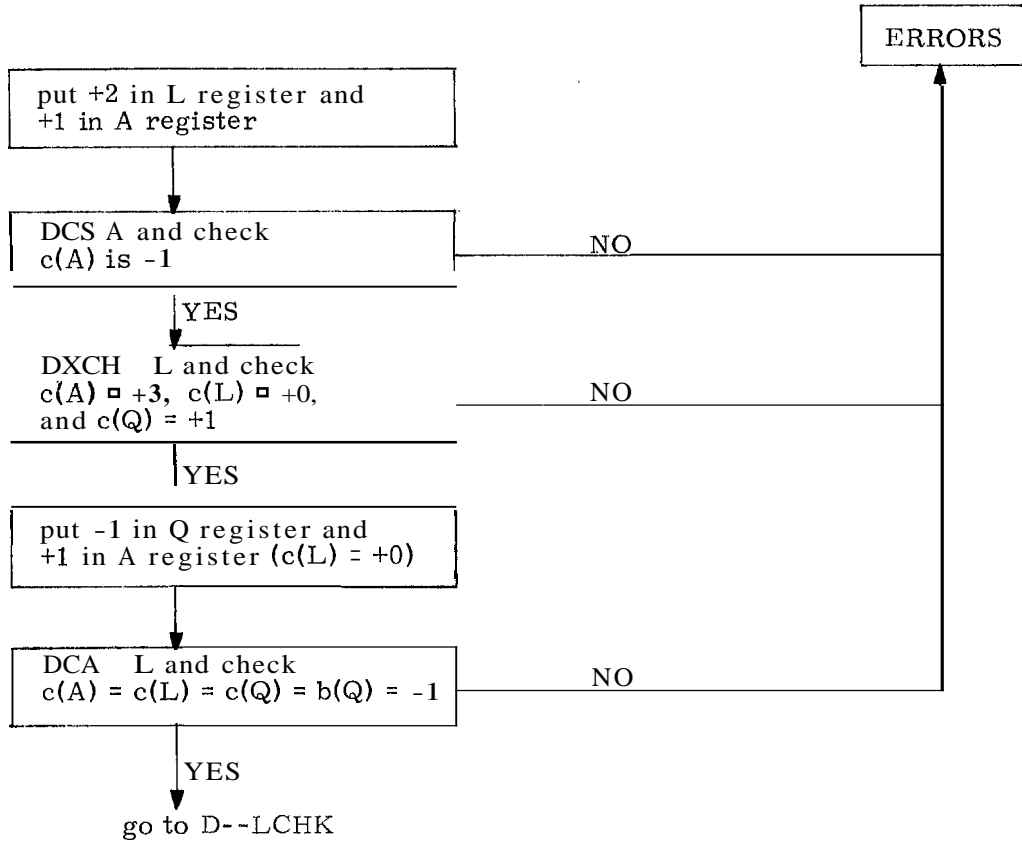 ERRORS
put +2 in L register and
+1 in A register
DCS A and check
c(A) is -1
NO
YES
DXCH L and check
c(A) = +3, c(L) = +0,
and c(Q) = +1
NO
YES
put -1 in Q register and
+1 in A register (c(L) = +0)
DCA L and check
c(A) = c(L) = c(Q) = b(Q) = -1
NO
YES
go to D--LCHK